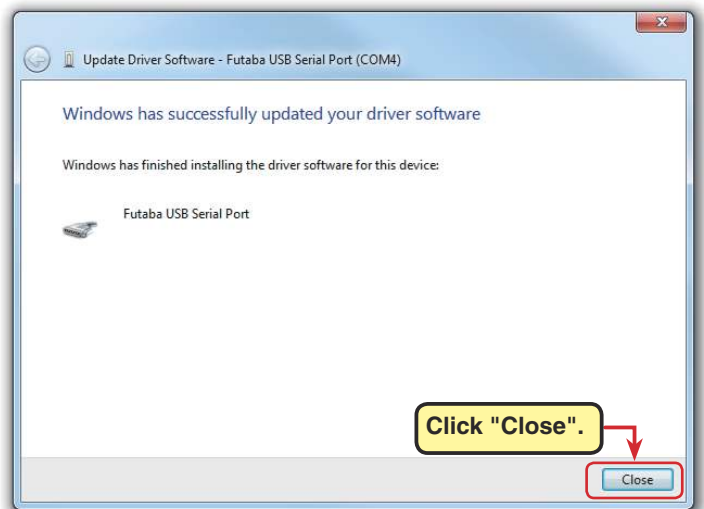 Update Driver Software - Futaba USB Serial Port (COM4)
Windows has successfully updated your driver software
Windows has finished installing the driver software for this device:
Futaba USB Serial Port
Click "Close".
Close